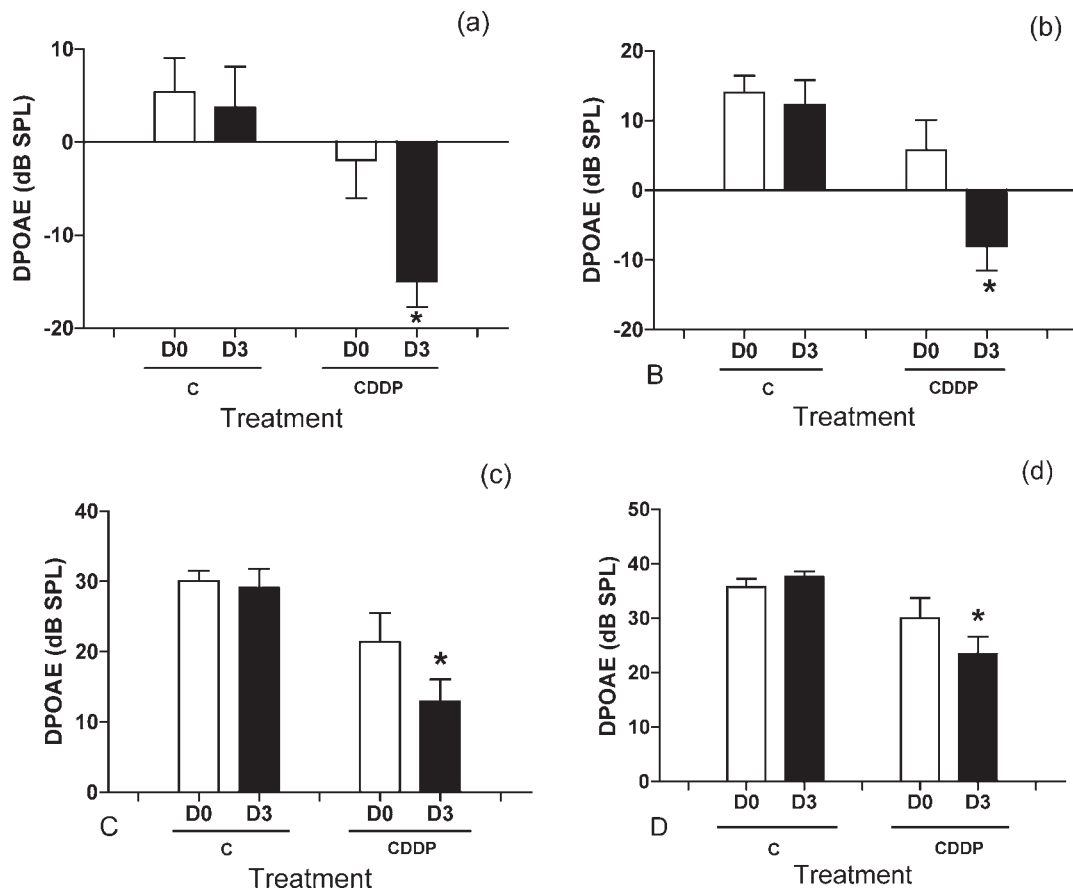 (a)
DPOAE (dB SPL)
10
0
-10
-20
D0 D3 D0 D3
*
C CDDP
Treatment
(b)
DPOAE (dB SPL)
20
10
0
-10
-20
*
D0 D3 D0 D3
B C CDDP
Treatment
(c)
DPOAE (dB SPL)
40
30
20
10
0
*
D0 D3 D0 D3
C C CDDP
Treatment
(d)
DPOAE (dB SPL)
50
40
30
20
10
0
*
D0 D3 D0 D3
D C CDDP
Treatment